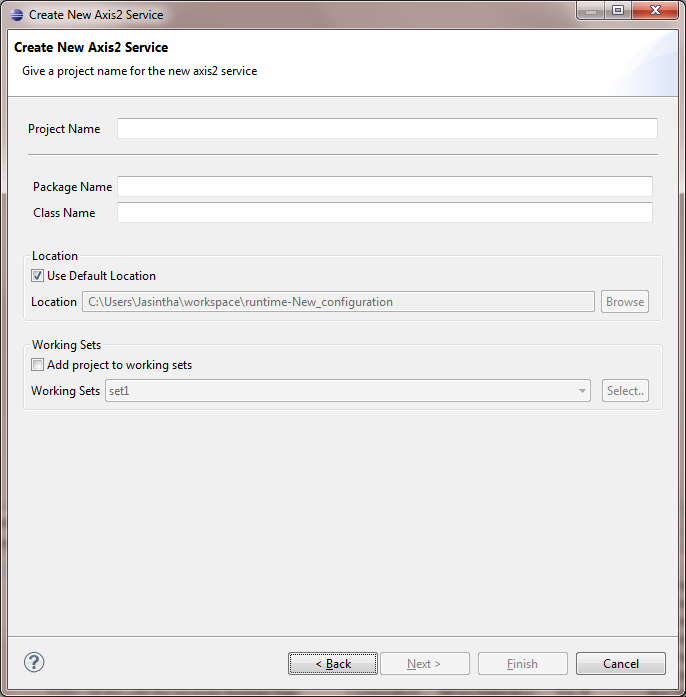 Create New Axis2 Service
Create New Axis2 Service
Give a project name for the new axis2 service
Project Name
Package Name
Class Name
Location
Use Default Location
Location C:\Users\Jasintha\workspace\runtime-New_configuration Browse
Working Sets
Add project to working sets
Working Sets set1 Select..
? < Back Next > Finish Cancel